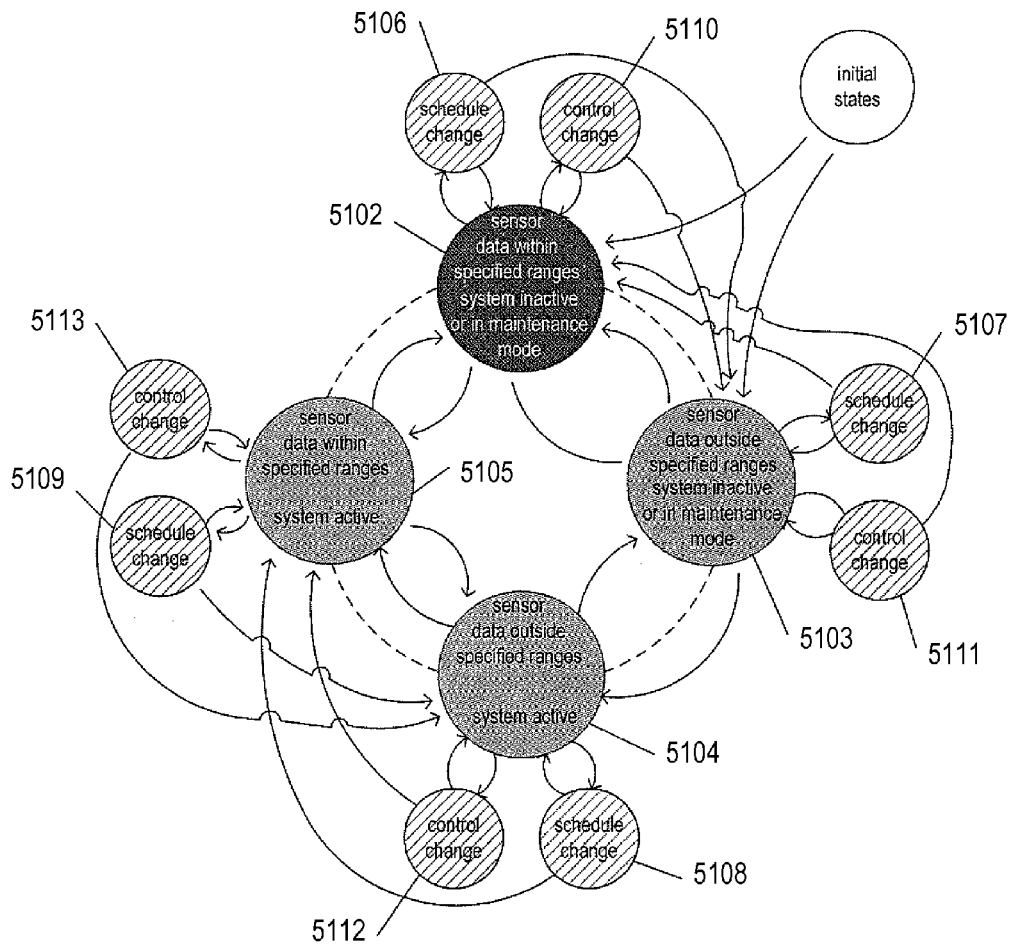 5106
5110
schedule
change
control
change
initial
states
5102
sensor
data within
specified ranges
system inactive
or in maintenance
mode
5113
5107
control
change
sensor
data within
specified ranges
system active
5105
sensor
data outside
specified ranges
system inactive
or in maintenance
mode
schedule
change
5109
schedule
change
control
change
5103
5111
sensor
data outside
specified ranges
system active
5104
control
change
schedule
change
5108
5112